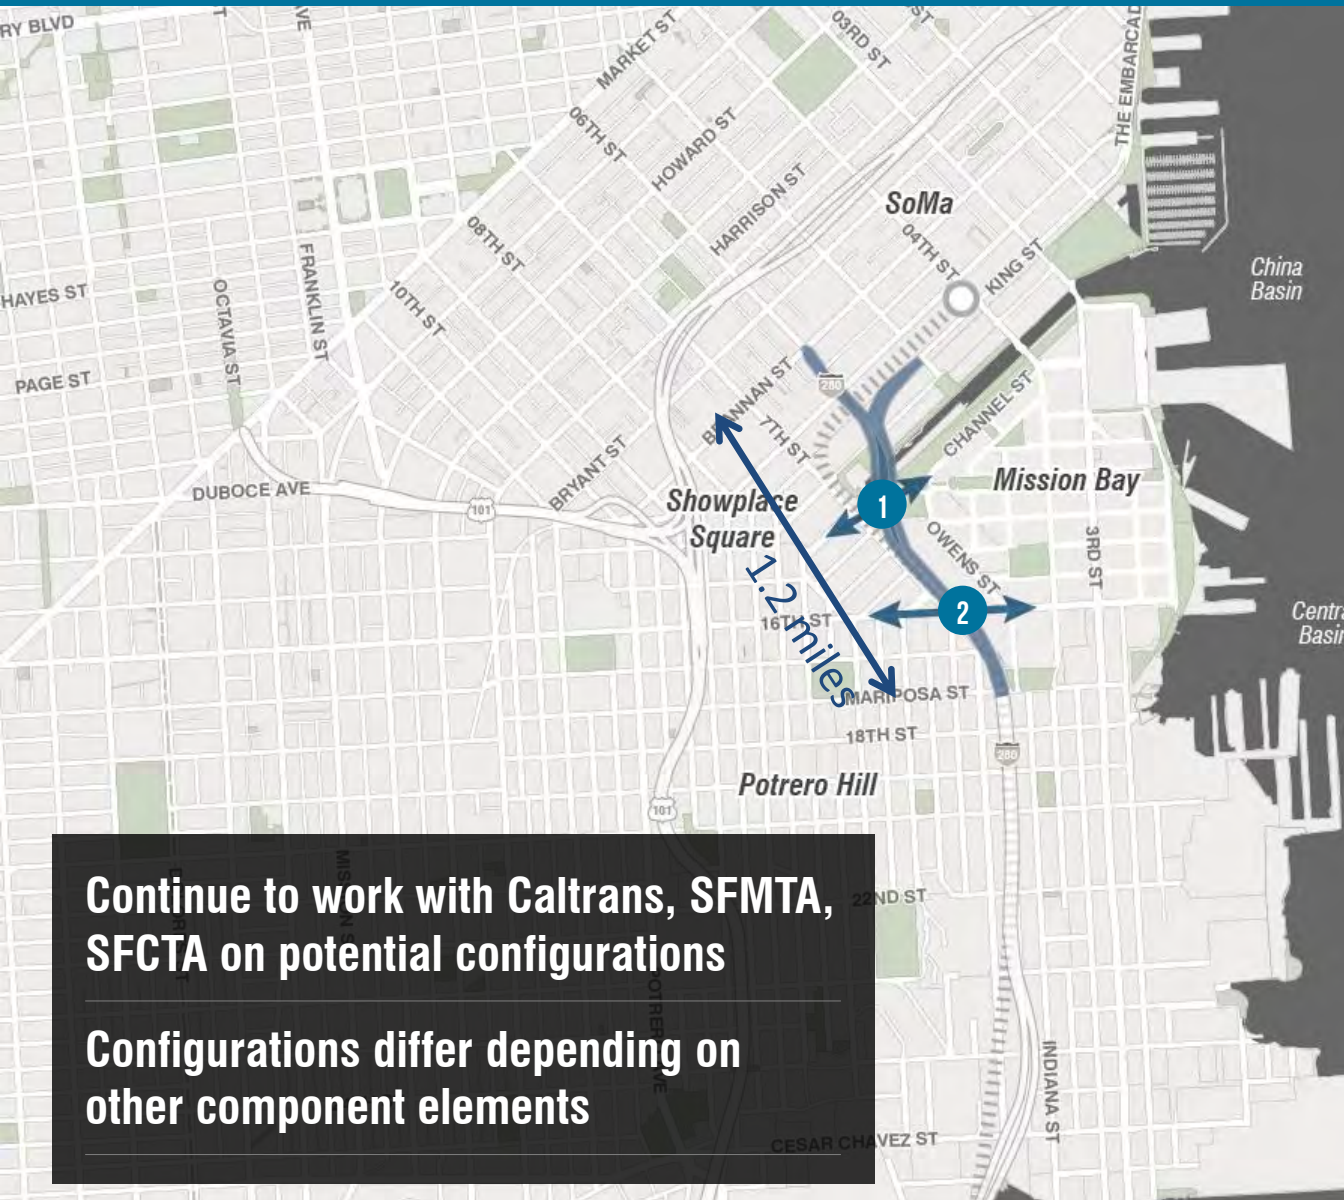 RY BLVD
MARKET ST
03RD ST
THE EMBARCAD
06TH ST
HOWARD ST
HARRISON ST
SoMa
04TH ST
KING ST
China
Basin
08TH ST
FRANKLIN ST
10TH ST
HAYES ST
OCTAVIA ST
PAGE ST
280
BRANNAN ST
7TH ST
CHANNEL ST
BRYANT ST
DUBOCE AVE
101
Showplace
Square
Mission Bay
1
OWENS ST
3RD ST
1.2 miles
16TH ST
2
Centra
Basin
MARIPOSA ST
18TH ST
280
Potrero Hill
101
22ND ST
INDIANA ST
CESAR CHAVEZ ST
Continue to work with Caltrans, SFMTA,
SFCTA on potential configurations
Configurations differ depending on
other component elements